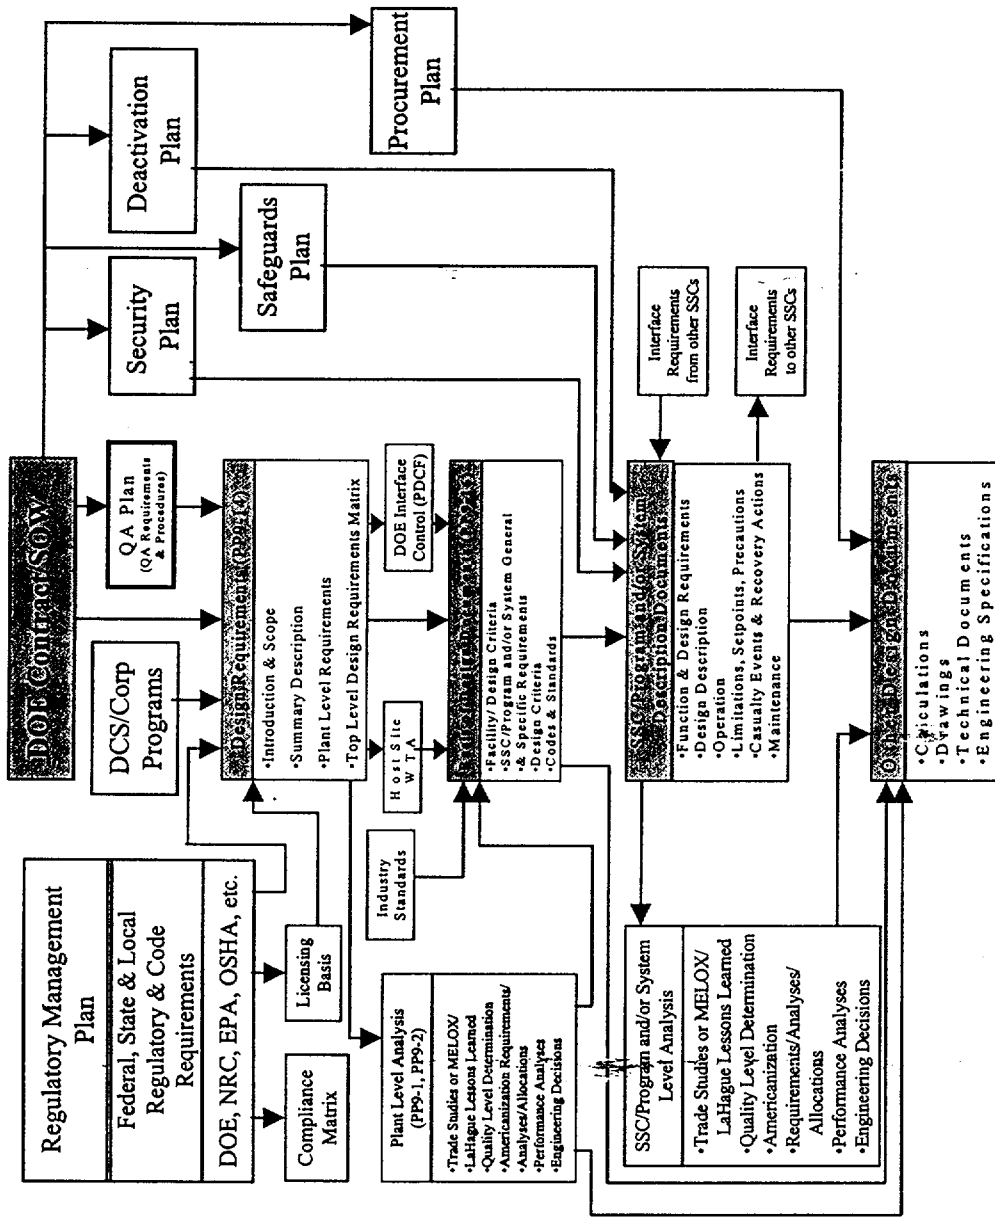 DOE Contract/SOW
Regulatory Management
Plan
Federal, State & Local
Regulatory & Code
Requirements
DOE, NRC, EPA, OSHA, etc.
DCS/Corp
Programs
QA Plan
(QA Requirements
& Procedures)
Security
Plan
Deactivation
Plan
Safeguards
Plan
Procurement
Plan
Compliance
Matrix
Licensing
Basis
Design Requirements (PP9-14)
•Introduction & Scope
•Summary Description
•Plant Level Requirements
•Top Level Design Requirements Matrix
Industry
Standards
Host Site
WTA
DOE Interface
Control (PDCF)
Plant Level Analysis
(PP9-1, PP9-2)
•Trade Studies or MELOX/
•LaHague Lessons Learned
•Quality Level Determination
•Americanization Requirements/
•Analyses/Allocations
•Performance Analyses
•Engineering Decisions
•Facility/ Design Criteria
•SSC/Program and/or System General
•& Specific Requirements
•Design Criteria
•Codes & Standards
SSC/Program and/or System
Description Documents
•Function & Design Requirements
•Design Description
•Operation
•Limitations, Setpoints, Precautions
•Casualty Events & Recovery Actions
•Maintenance
Interface
Requirements
from other SSCs
Interface
Requirements
to other SSCs
SSC/Program and/or System
Level Analysis
•Trade Studies or MELOX/
LaHague Lessons Learned
•Quality Level Determination
•Americanization
•Requirements/Analyses/
Allocations
•Performance Analyses
•Engineering Decisions
Other Design Documents
•Calculations
•Drawings
•Technical Documents
•Engineering Specifications